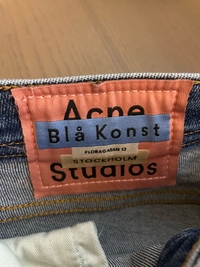 Acne
Blå Konst
FLORAGATAN 13
STOCKHOLM
Studios